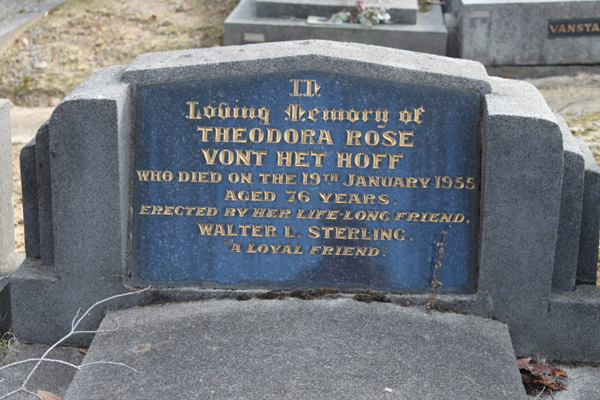 In
Loving Memory of
THEODORA ROSE
VONT HET HOFF
WHO DIED ON THE 19TH JANUARY 1955
AGED 76 YEARS.
ERECTED BY HER LIFE-LONG FRIEND,
WALTER L. STERLING.
"A LOYAL FRIEND"
VANSTA